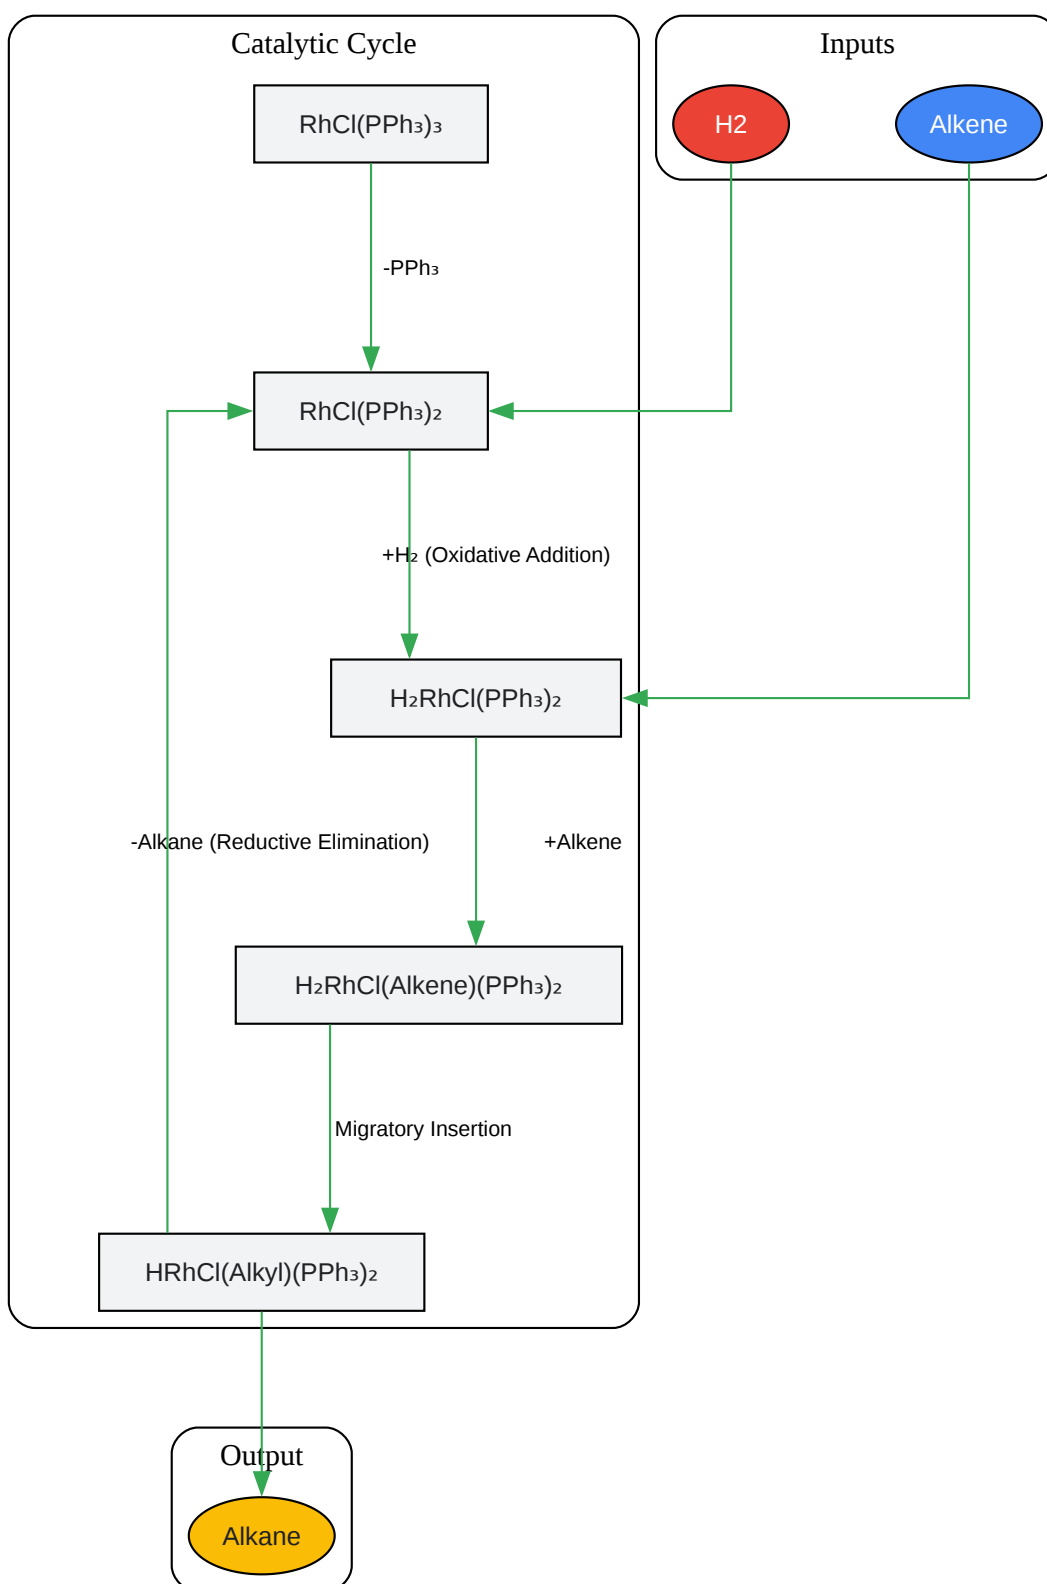 Catalytic Cycle
Inputs
RhCl(PPh₃)₃
H2
Alkene
-PPh₃
RhCl(PPh₃)₂
+H₂ (Oxidative Addition)
H₂RhCl(PPh₃)₂
-Alkane (Reductive Elimination)
+Alkene
H₂RhCl(Alkene)(PPh₃)₂
Migratory Insertion
HRhCl(Alkyl)(PPh₃)₂
Output
Alkane